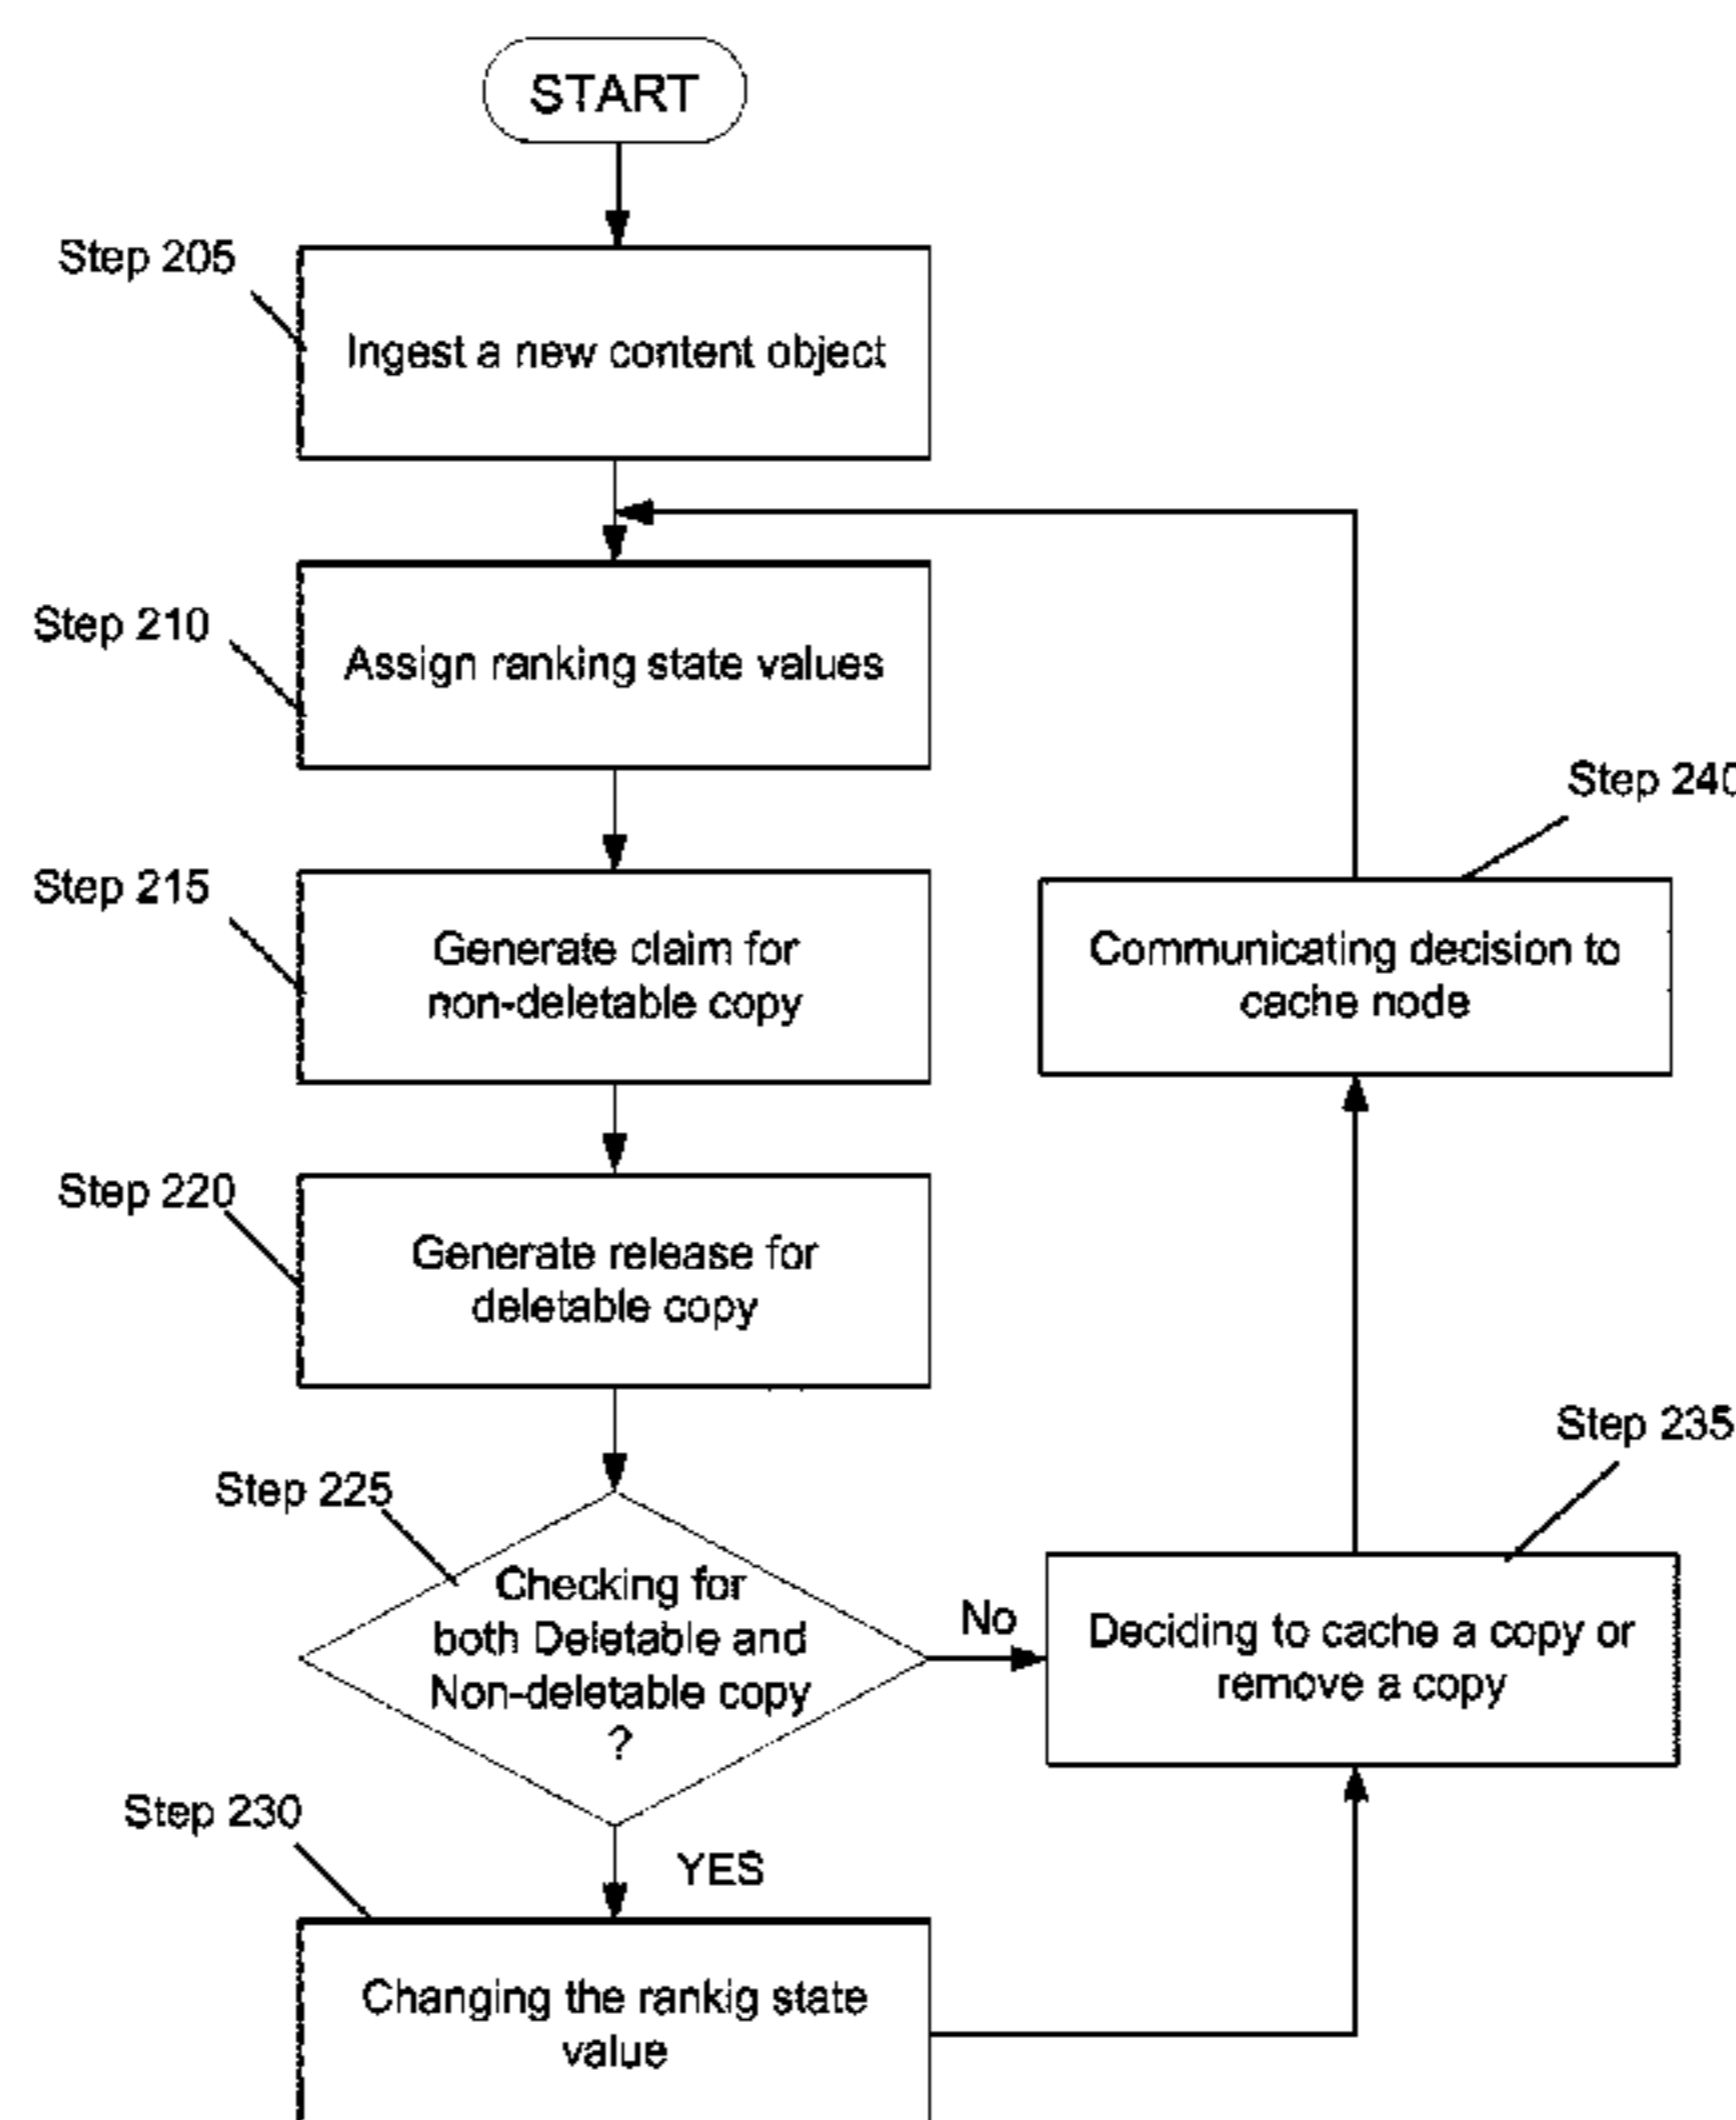 START
Step 205
Ingest a new content object
Step 210
Assign ranking state values
Step 215
Generate claim for
non-deletable copy
Step 240
Communicating decision to
cache node
Step 220
Generate release for
deletable copy
Step 225
Checking for
both Deletable and
Non-deletable copy
?
No
Step 235
Deciding to cache a copy or
remove a copy
YES
Step 230
Changing the rankig state
value